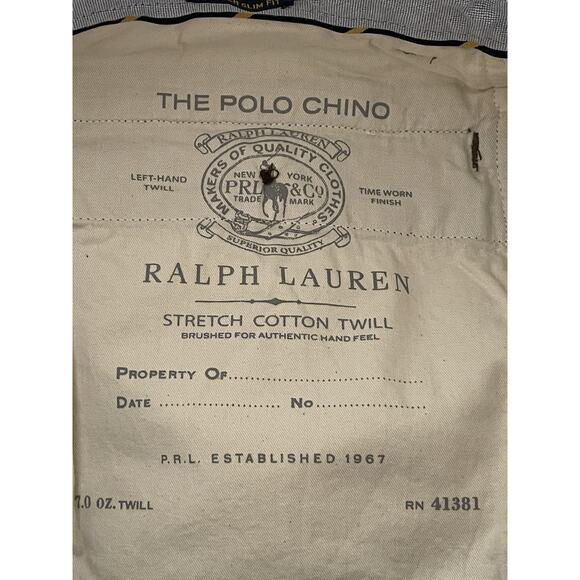 SLIM FIT
THE POLO CHINO
RALPH LAUREN
MAKERS OF QUALITY CLOTHES
LEFT-HAND
TWILL
NEW YORK
PRL &Co
TRADE MARK
TIME WORN
FINISH
SUPERIOR QUALITY
RALPH LAUREN
STRETCH COTTON TWILL
BRUSHED FOR AUTHENTIC HAND FEEL
PROPERTY OF..............................
DATE .................... No..................
P.R.L. ESTABLISHED 1967
7.0 OZ. TWILL RN 41381